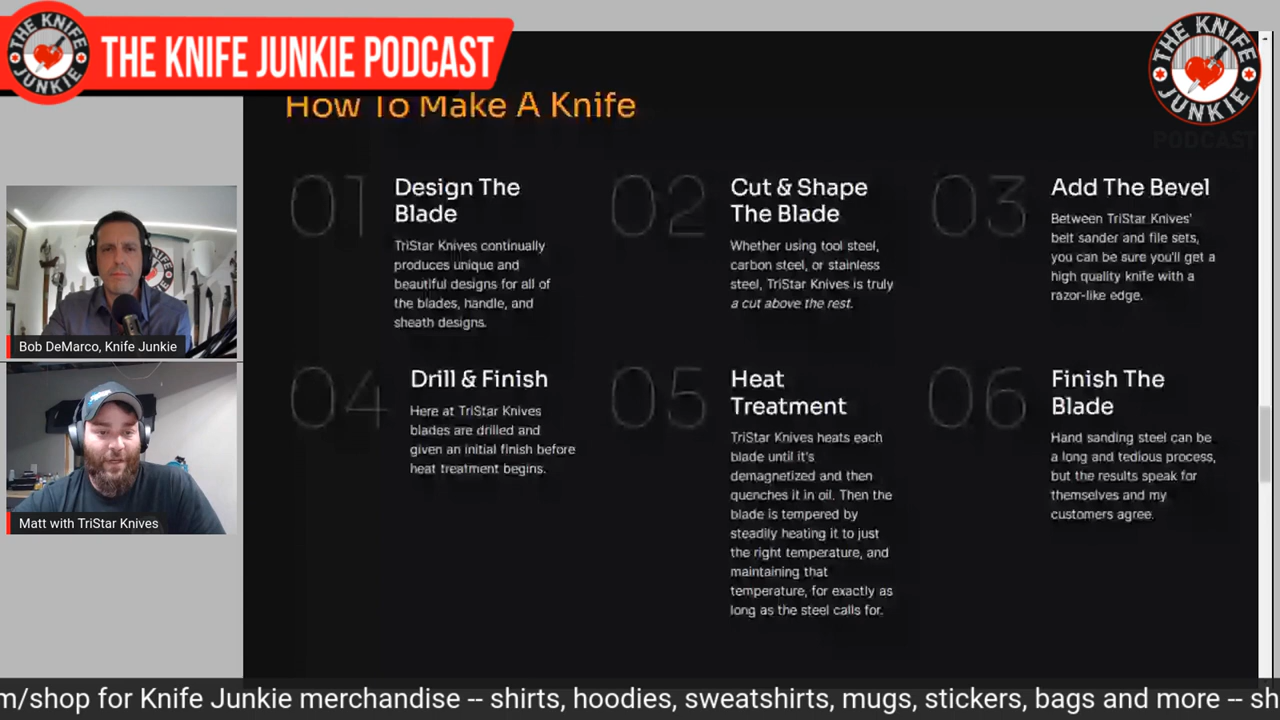 THE KNIFE JUNKIE
THE KNIFE JUNKIE PODCAST
THE KNIFE JUNKIE
PODCAST
How To Make A Knife
01
Design The
Blade
TriStar Knives continually
produces unique and
beautiful designs for all of
the blades, handle, and
sheath designs.
02
Cut & Shape
The Blade
Whether using tool steel,
carbon steel, or stainless
steel, TriStar Knives is truly
a cut above the rest.
03
Add The Bevel
Between TriStar Knives'
belt sander and file sets,
you can be sure you'll get a
high quality knife with a
razor-like edge.
04
Drill & Finish
Here at TriStar Knives
blades are drilled and
given an initial finish before
heat treatment begins.
05
Heat
Treatment
TriStar Knives heats each
blade until it's
demagnetized and then
quenches it in oil. Then the
blade is tempered by
steadily heating it to just
the right temperature, and
maintaining that
temperature, for exactly as
long as the steel calls for.
06
Finish The
Blade
Hand sanding steel can be
a long and tedious process,
but the results speak for
themselves and my
customers agree.
Bob DeMarco, Knife Junkie
Matt with TriStar Knives
m/shop for Knife Junkie merchandise -- shirts, hoodies, sweatshirts, mugs, stickers, bags and more -- sh